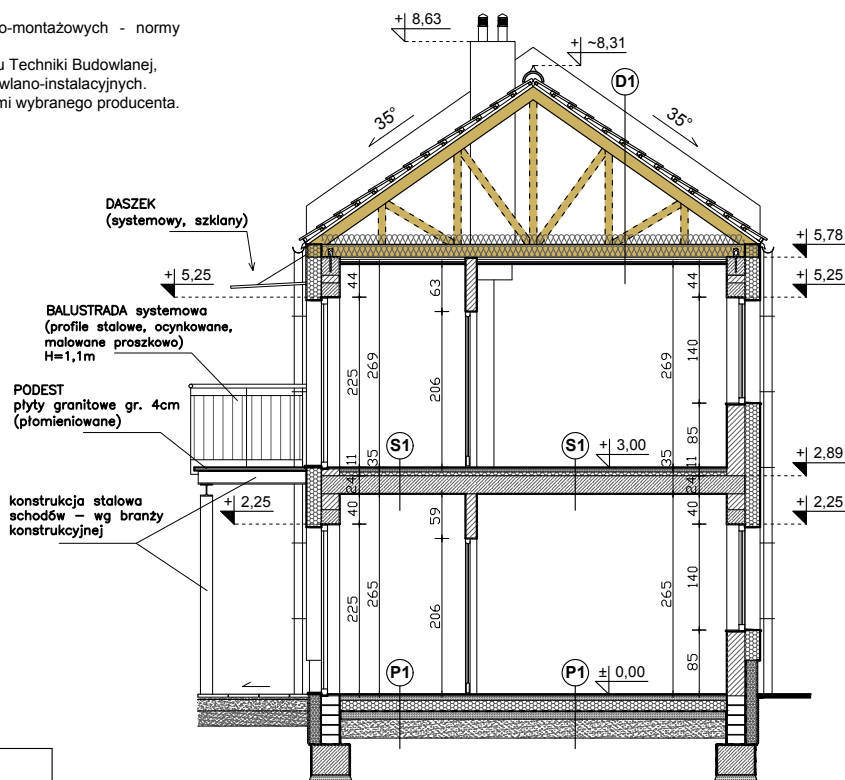 o-montażowych - normy
u Techniki Budowlanej,
wlano-instalacyjnych.
mi wybranego producenta.
+ 8,63
+ ~8,31
D1
35°
35°
DASZEK
(systemowy, szklany)
+ 5,78
+ 5,25
+ 5,25
44
63
44
BALUSTRADA systemowa
(profile stalowe, ocynkowane,
malowane proszkowo)
H=1,1m
225
269
206
269
140
PODEST
płyty granitowe gr. 4cm
(płomieniowane)
85
S1
S1
+ 3,00
+ 2,89
11
35
35
11
24
24
konstrukcja stalowa
schodów – wg branży
konstrukcyjnej
+ 2,25
+ 2,25
40
59
40
225
265
206
265
140
85
P1
P1
± 0,00